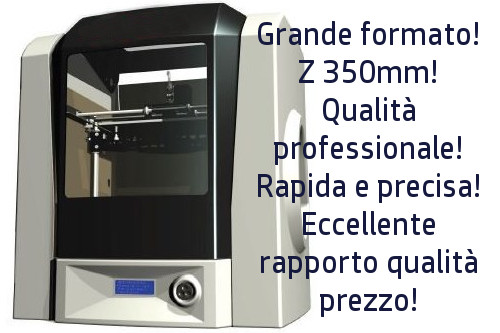 Grande formato!
Z 350mm!
Qualità
professionale!
Rapida e precisa!
Eccellente
rapporto qualità
prezzo!